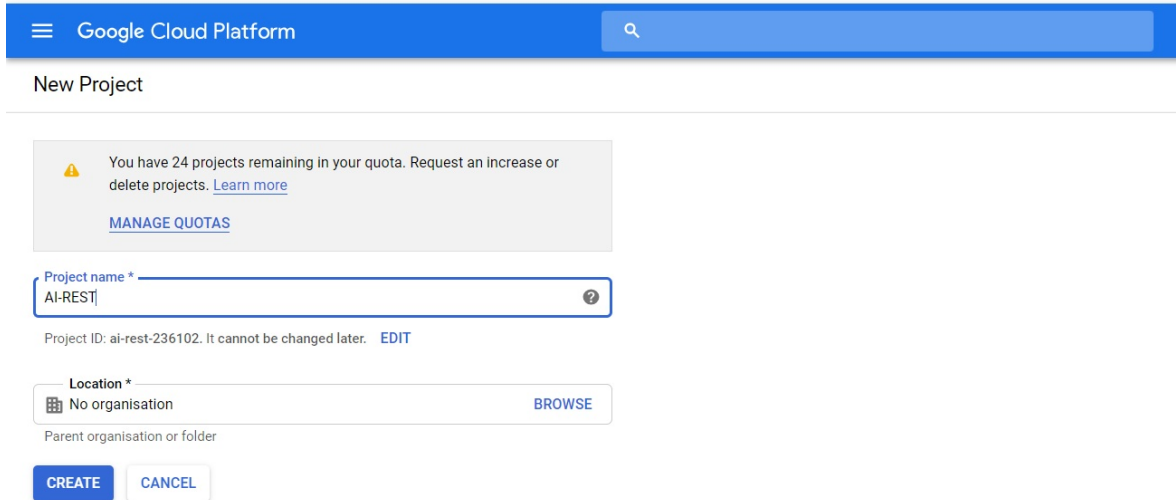 Google Cloud Platform
New Project
You have 24 projects remaining in your quota. Request an increase or
delete projects. Learn more
MANAGE QUOTAS
Project name *
AI-REST
Project ID: ai-rest-236102. It cannot be changed later. EDIT
Location *
No organisation BROWSE
Parent organisation or folder
CREATE CANCEL